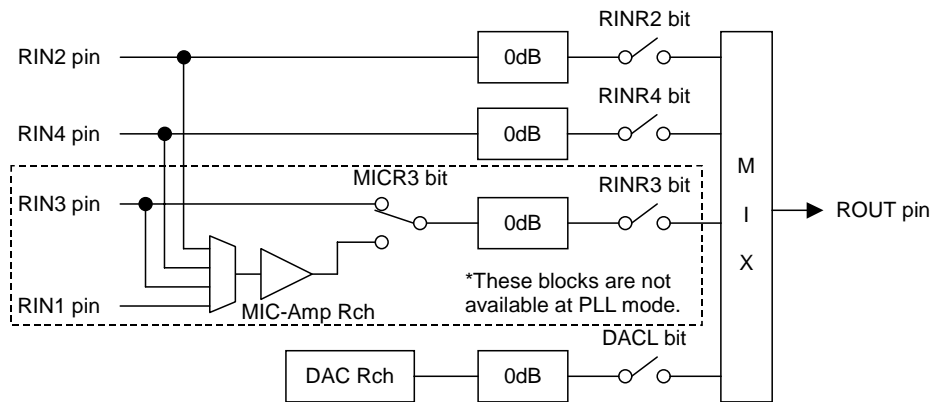 RINR2 bit
RIN2 pin
0dB
RINR4 bit
RIN4 pin
0dB
MICR3 bit
RINR3 bit
RIN3 pin
0dB
M
I
X
ROUT pin
*These blocks are not
available at PLL mode.
RIN1 pin
MIC-Amp Rch
DACL bit
DAC Rch
0dB